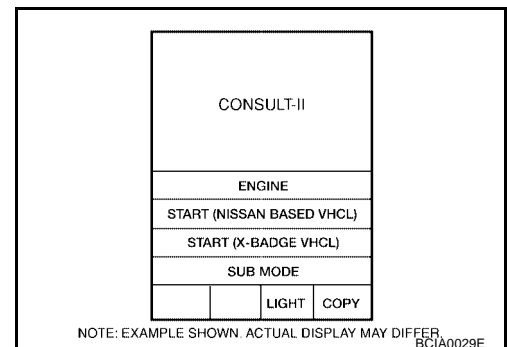 CONSULT-II
ENGINE
START (NISSAN BASED VHCL)
START (X-BADGE VHCL)
SUB MODE
LIGHT COPY
NOTE: EXAMPLE SHOWN. ACTUAL DISPLAY MAY DIFFER.
BCIA0029E